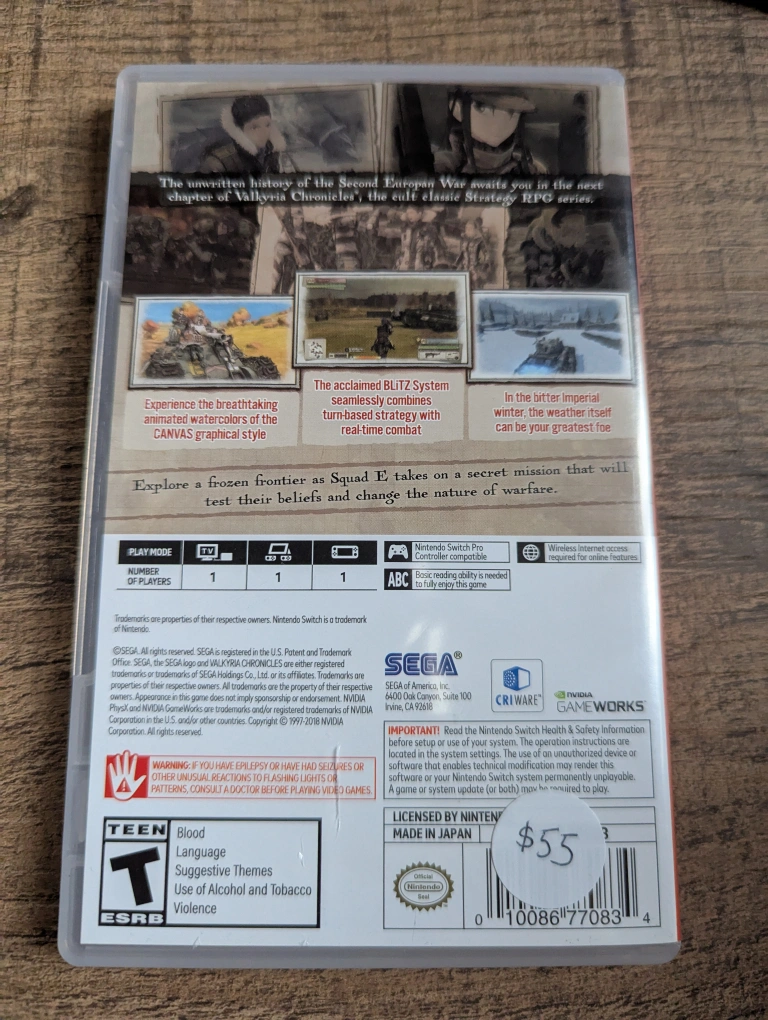 The unwritten history of the Second Europan War awaits you in the next
chapter of Valkyria Chronicles®, the cult classic Strategy RPG series.
Experience the breathtaking
animated watercolors of the
CANVAS graphical style
The acclaimed BLiTZ System
seamlessly combines
turn-based strategy with
real-time combat
In the bitter Imperial
winter, the weather itself
can be your greatest foe
Explore a frozen frontier as Squad E takes on a secret mission that will
test their beliefs and change the nature of warfare.
PLAY MODE TV
NUMBER
OF PLAYERS 1 1 1
Nintendo Switch Pro
Controller compatible
Wireless Internet access
required for online features
ABC Basic reading ability is needed
to fully enjoy this game
Trademarks are properties of their respective owners. Nintendo Switch is a trademark
of Nintendo.
©SEGA. All rights reserved. SEGA is registered in the U.S. Patent and Trademark
Office. SEGA, the SEGA logo and VALKYRIA CHRONICLES are either registered
trademarks or trademarks of SEGA Holdings Co., Ltd. or its affiliates. Trademarks are
properties of their respective owners. All trademarks are the property of their respective
owners. Appearance in this game does not imply sponsorship or endorsement. NVIDIA
PhysX and NVIDIA GameWorks are trademarks and/or registered trademarks of NVIDIA
Corporation in the U.S. and/or other countries. Copyright © 1997-2018 NVIDIA
Corporation. All rights reserved.
SEGA®
SEGA of America, Inc.
6400 Oak Canyon, Suite 100
Irvine, CA 92618
CRIWARE™
NVIDIA
GAMEWORKS™
WARNING: IF YOU HAVE EPILEPSY OR HAVE HAD SEIZURES OR
OTHER UNUSUAL REACTIONS TO FLASHING LIGHTS OR
PATTERNS, CONSULT A DOCTOR BEFORE PLAYING VIDEO GAMES.
IMPORTANT! Read the Nintendo Switch Health & Safety Information
before setup or use of your system. The operation instructions are
located in the system settings. The use of an unauthorized device or
software that enables technical modification may render this
software or your Nintendo Switch system permanently unplayable.
A game or system update (or both) may be required to play.
TEEN
T
ESRB
Blood
Language
Suggestive Themes
Use of Alcohol and Tobacco
Violence
LICENSED BY NINTEN
MADE IN JAPAN
3
$55
Official
Nintendo
Seal
0 10086 77083 4